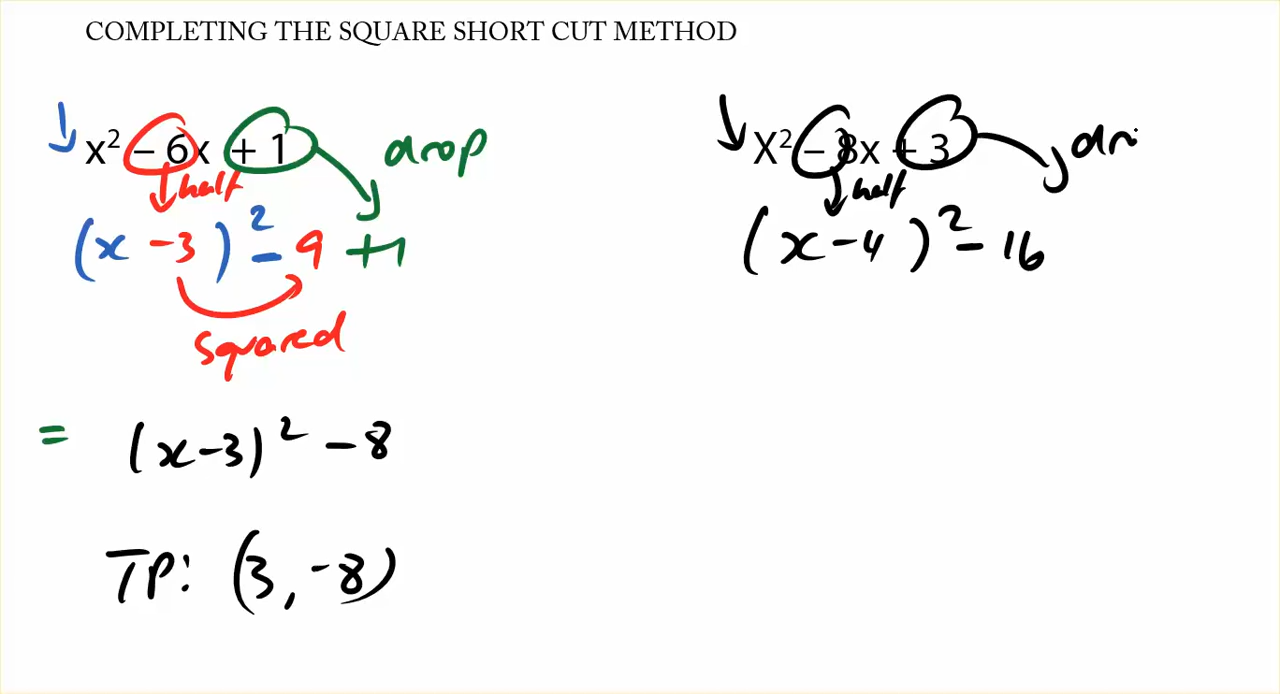 COMPLETING THE SQUARE SHORT CUT METHOD
x² – 6x + 1
drop
half
(x - 3)² - 9 + 1
squared
= (x - 3)² - 8
TP: (3, -8)
X² – 8x + 3
half
(x - 4)² - 16